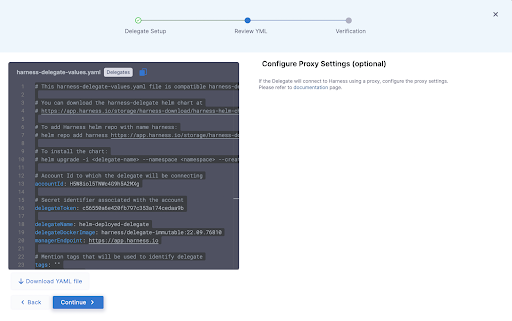 Delegate Setup
Review YML
Verification
harness-delegate-values.yaml Delegates
Configure Proxy Settings (optional)
If the Delegate will connect to Harness using a proxy, configure the proxy settings.
Please refer to documentation page.
1 # This harness-delegate-values.yaml file is compatible harness-de
2
3 # You can download the harness-delegate helm chart at
4 # https://app.harness.io/storage/harness-download/harness-helm-ch
5
6 # To add Harness helm repo with name harness:
7 # helm repo add harness https://app.harness.io/storage/harness-do
8
9 # To install the chart:
10 # helm upgrade -i <delegate-name> --namespace <namespace> --crea
11
12 # Account Id to which the delegate will be connecting
13 accountId:
14
15 # Secret identifier associated with the account
16 delegateToken:
17
18 delegateName: helm-deployed-delegate
19 delegateDockerImage: harness/delegate-immutable:22.09.76810
20 managerEndpoint: https://app.harness.io
21
22 # Mention tags that will be used to identify delegate
23 tags: ""
Download YAML file
< Back
Continue >